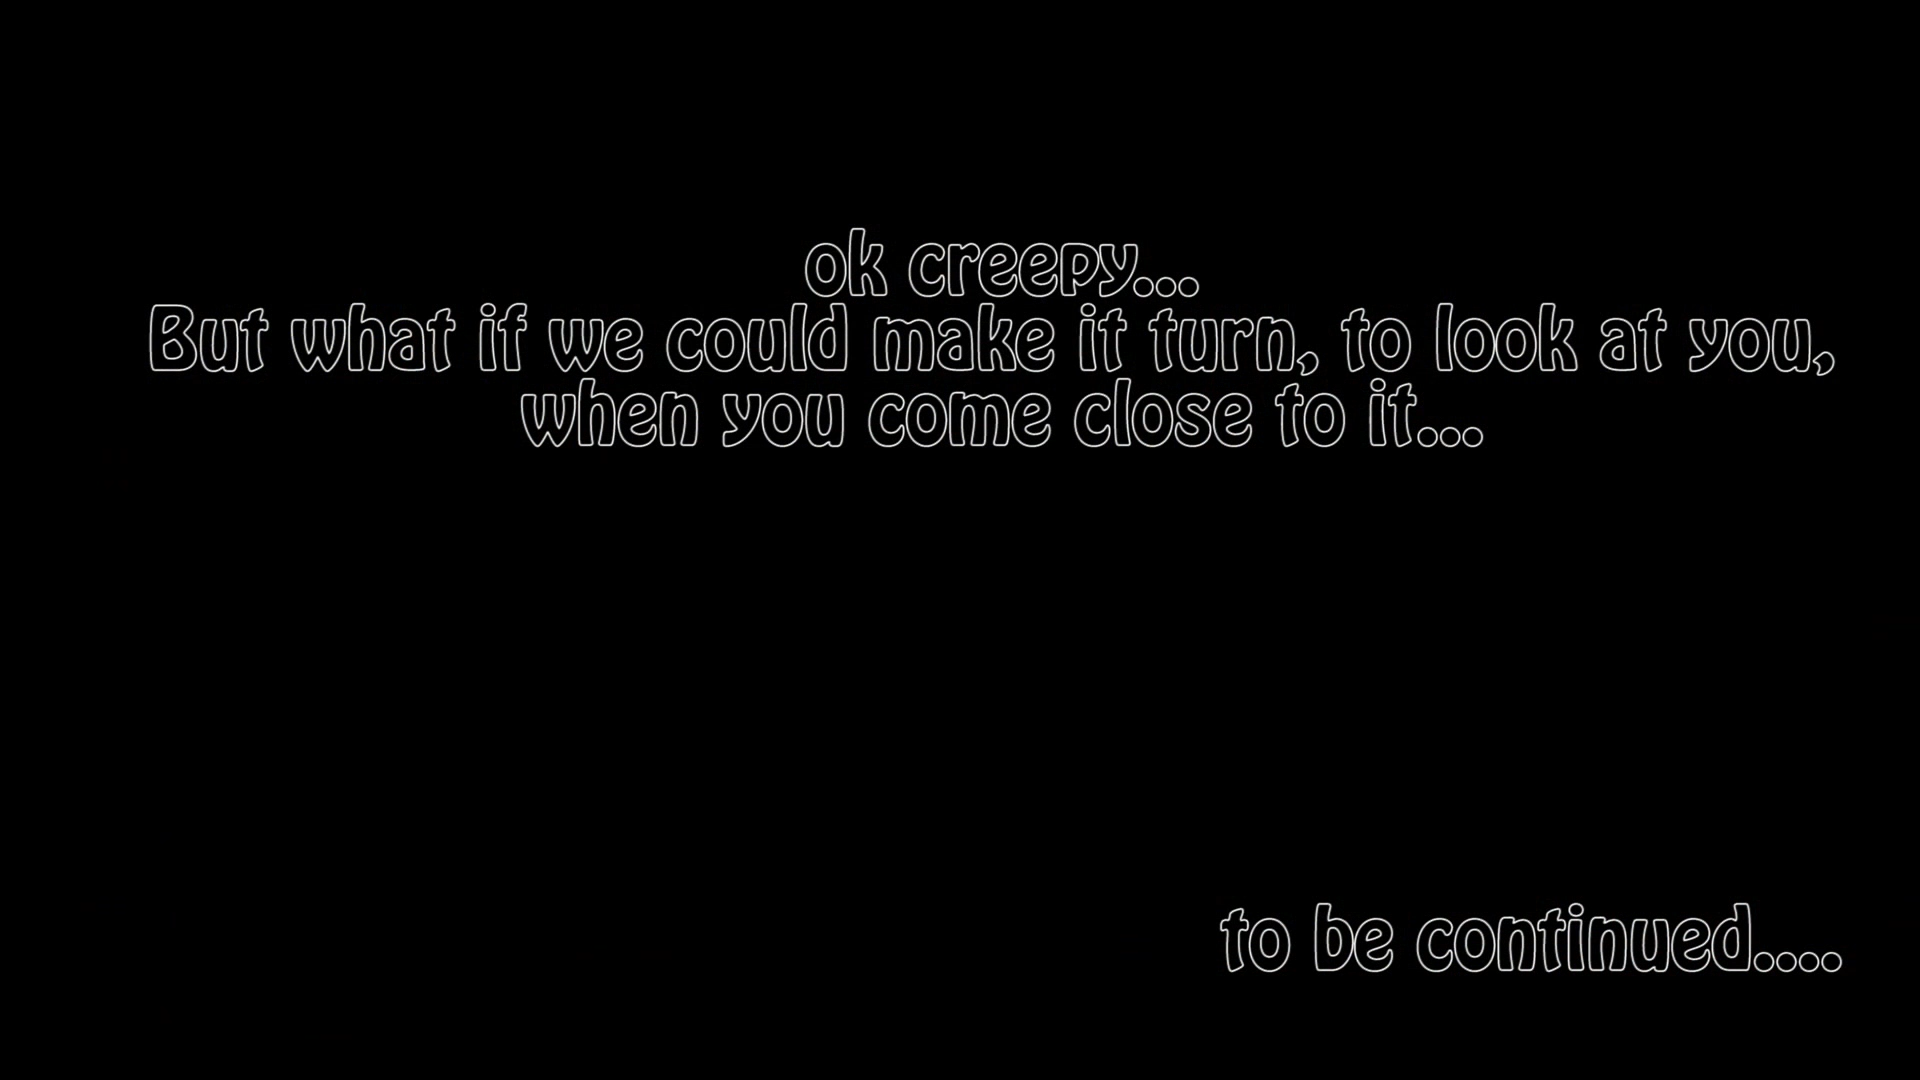 ok creepy...
But what if we could make it turn, to look at you,
when you come close to it...
to be continued....